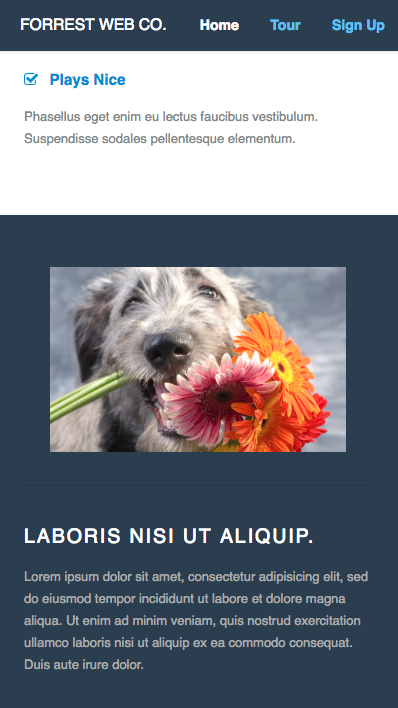 FORREST WEB CO. Home Tour Sign Up
Plays Nice
Phasellus eget enim eu lectus faucibus vestibulum.
Suspendisse sodales pellentesque elementum.
LABORIS NISI UT ALIQUIP.
Lorem ipsum dolor sit amet, consectetur adipisicing elit, sed
do eiusmod tempor incididunt ut labore et dolore magna
aliqua. Ut enim ad minim veniam, quis nostrud exercitation
ullamco laboris nisi ut aliquip ex ea commodo consequat.
Duis aute irure dolor.